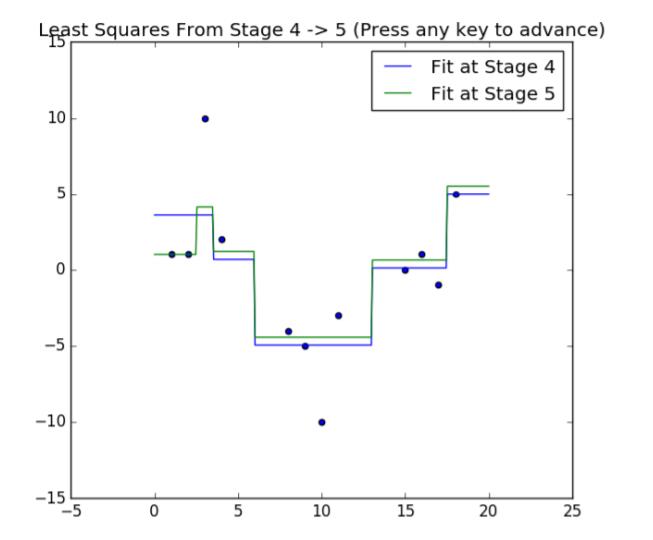 Least Squares From Stage 4 -> 5 (Press any key to advance)
Fit at Stage 4
Fit at Stage 5
15
10
5
0
−5
−10
−15
−5 0 5 10 15 20 25